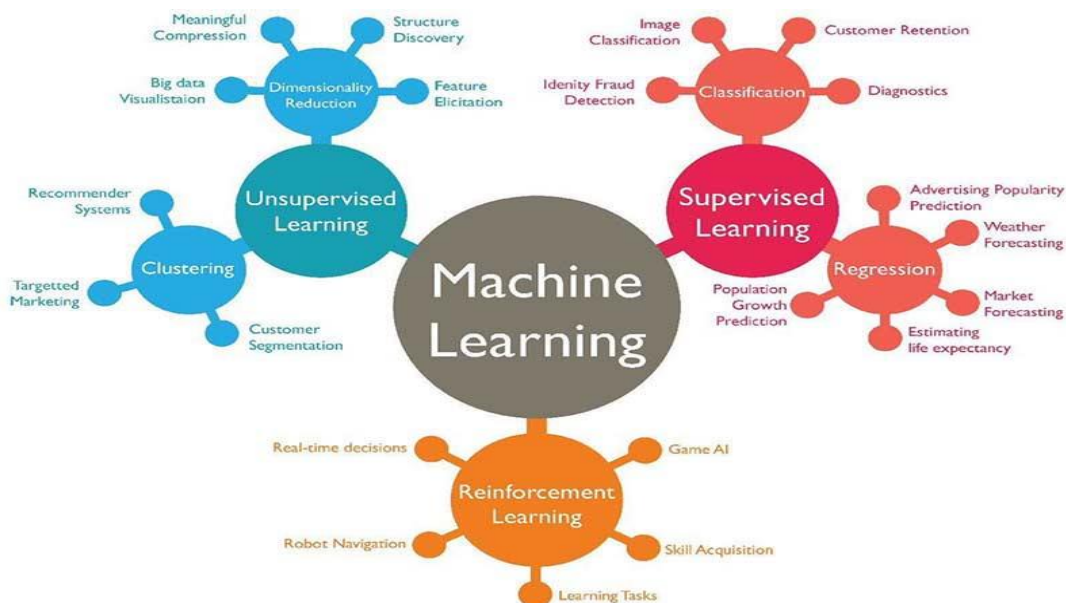 Meaningful
Compression
Structure
Discovery
Big data
Visualistaion
Dimensionality
Reduction
Feature
Elicitation
Unsupervised
Learning
Recommender
Systems
Clustering
Targetted
Marketing
Customer
Segmentation
Machine
Learning
Image
Classification
Customer Retention
Idenity Fraud
Detection
Classification
Diagnostics
Supervised
Learning
Advertising Popularity
Prediction
Weather
Forecasting
Regression
Population
Growth
Prediction
Market
Forecasting
Estimating
life expectancy
Real-time decisions
Game AI
Reinforcement
Learning
Robot Navigation
Skill Acquisition
Learning Tasks